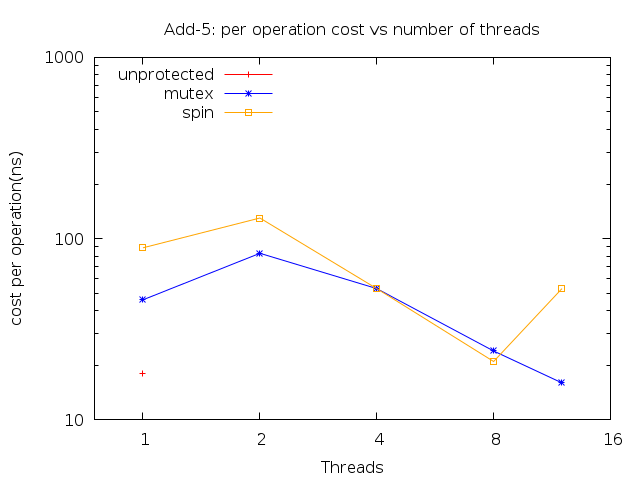 Add-5: per operation cost vs number of threads
1000
unprotected
mutex
spin
cost per operation(ns)
100
10
1 2 4 8 16
Threads